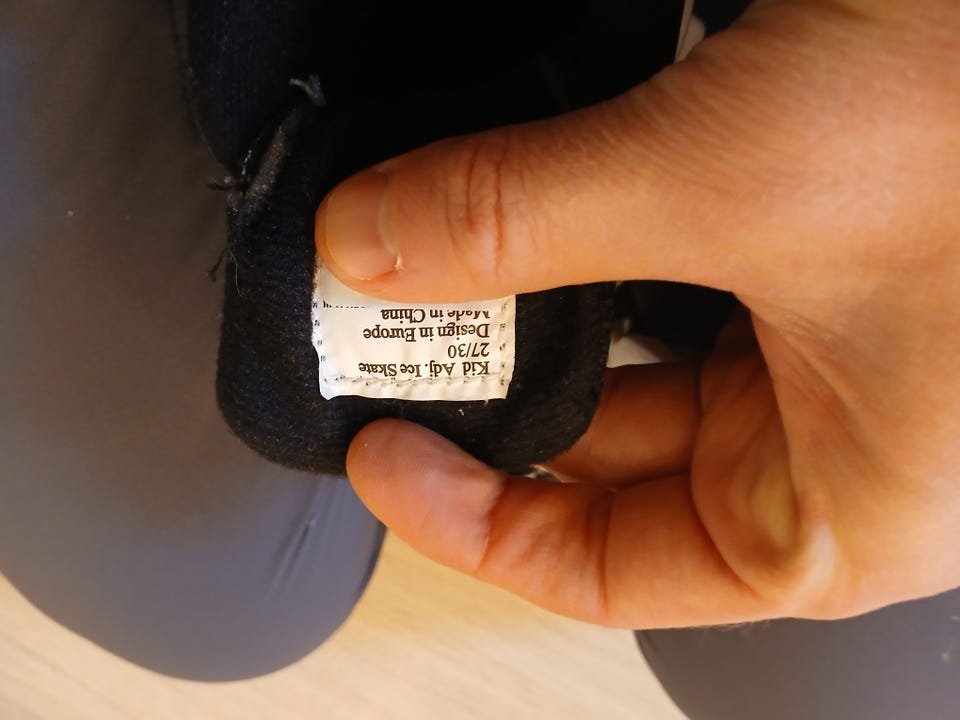 Kid Adj. Ice Skate
27/30
Design in Europe
Made in China